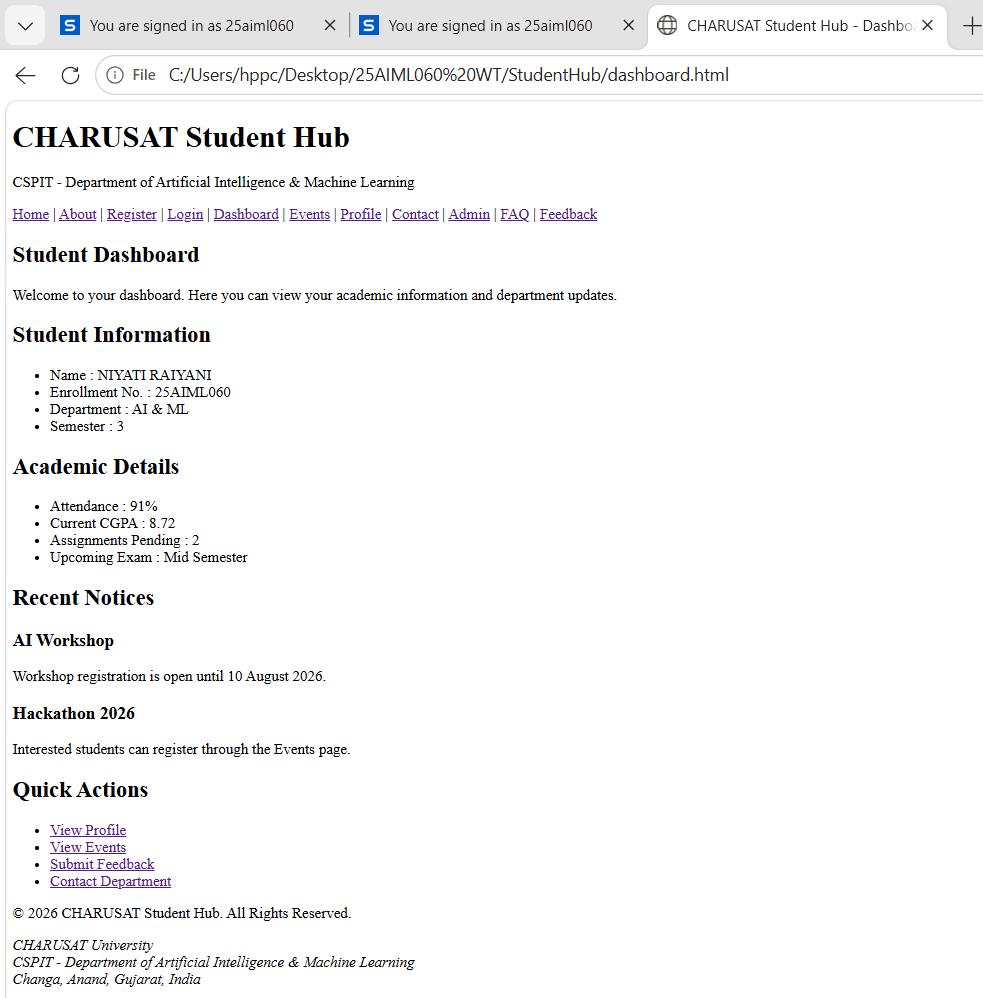 You are signed in as 25aiml060
You are signed in as 25aiml060
CHARUSAT Student Hub - Dashbo
File C:/Users/hppc/Desktop/25AIML060%20WT/StudentHub/dashboard.html
CHARUSAT Student Hub
CSPIT - Department of Artificial Intelligence & Machine Learning
Home | About | Register | Login | Dashboard | Events | Profile | Contact | Admin | FAQ | Feedback
Student Dashboard
Welcome to your dashboard. Here you can view your academic information and department updates.
Student Information
Name : NIYATI RAIYANI
Enrollment No. : 25AIML060
Department : AI & ML
Semester : 3
Academic Details
Attendance : 91%
Current CGPA : 8.72
Assignments Pending : 2
Upcoming Exam : Mid Semester
Recent Notices
AI Workshop
Workshop registration is open until 10 August 2026.
Hackathon 2026
Interested students can register through the Events page.
Quick Actions
View Profile
View Events
Submit Feedback
Contact Department
© 2026 CHARUSAT Student Hub. All Rights Reserved.
CHARUSAT University
CSPIT - Department of Artificial Intelligence & Machine Learning
Changa, Anand, Gujarat, India